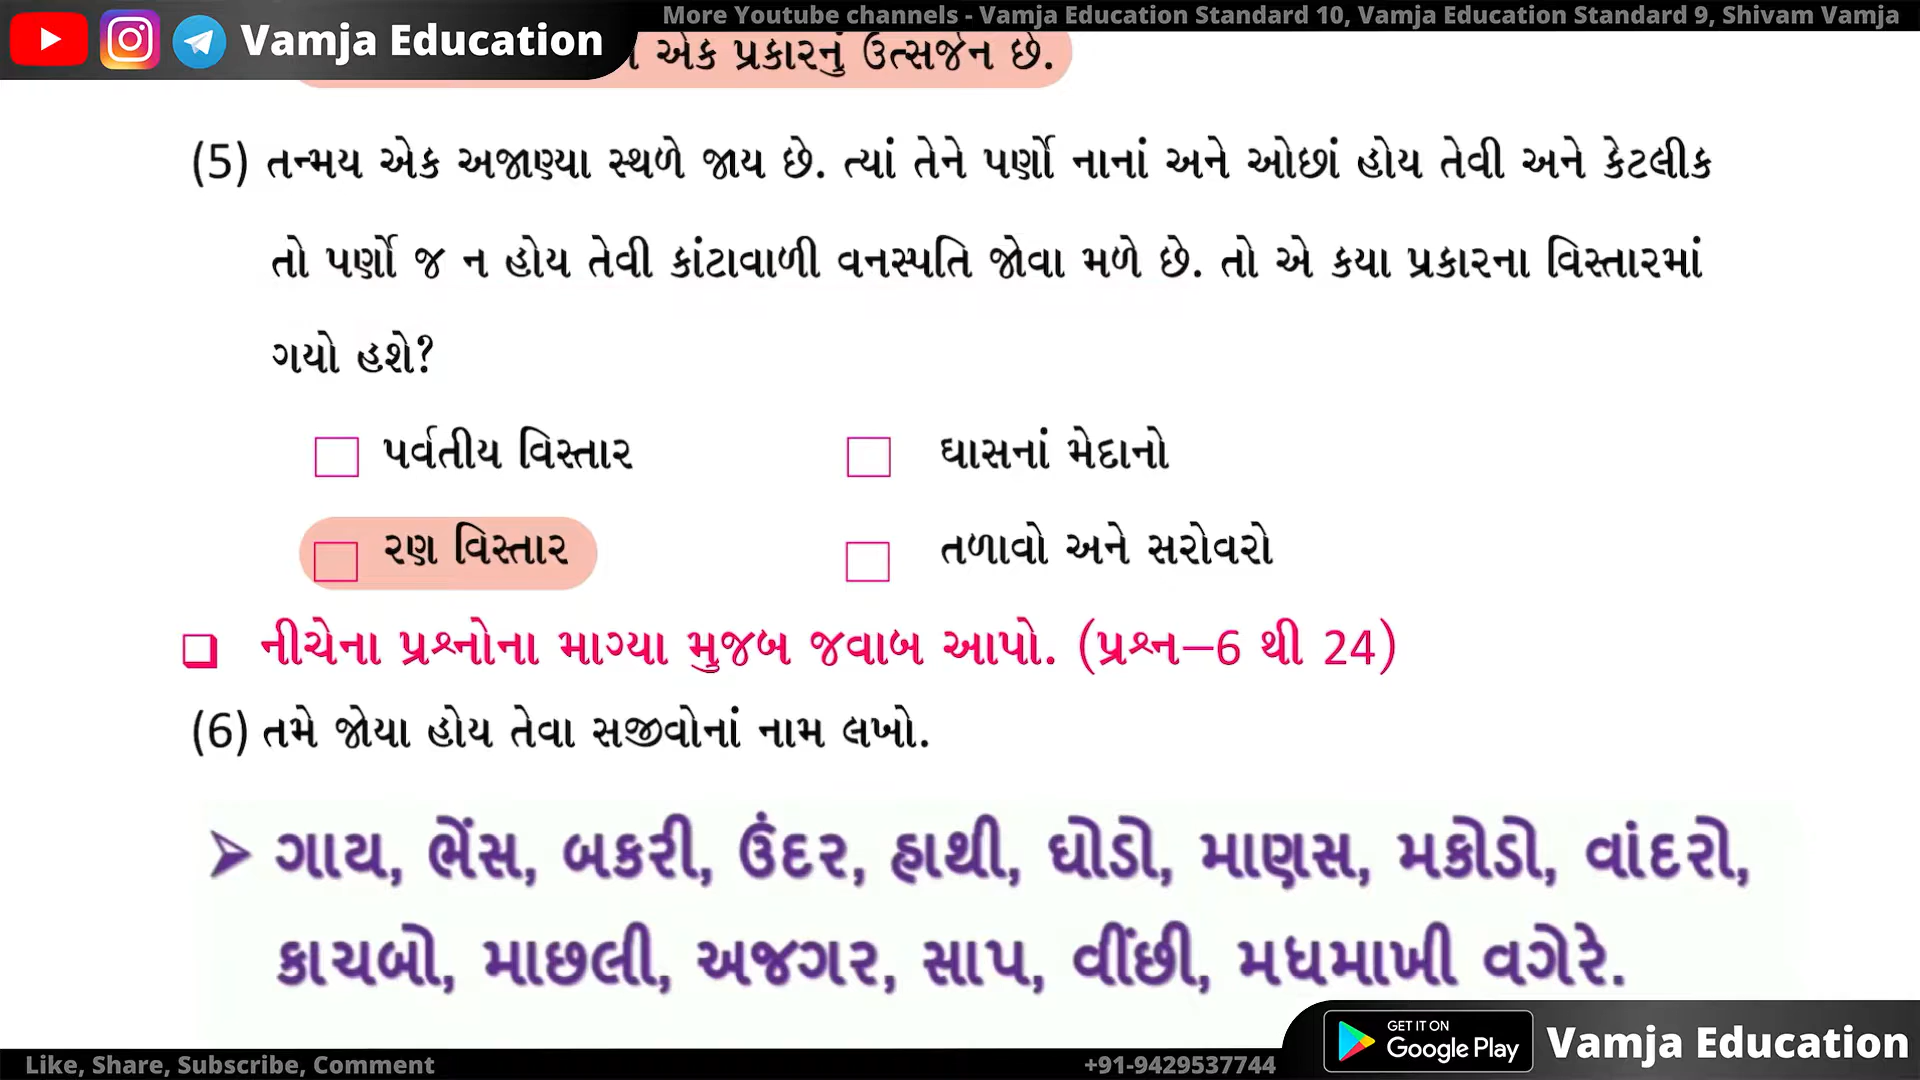 More Youtube channels - Vamja Education Standard 10, Vamja Education Standard 9, Shivam Vamja
Vamja Education
એક પ્રકારનું ઉત્સર્જન છે.
(5) તન્મય એક અજાણ્યા સ્થળે જાય છે. ત્યાં તેને પર્ણો નાનાં અને ઓછાં હોય તેવી અને કેટલીક
તો પર્ણો જ ન હોય તેવી કાંટાવાળી વનસ્પતિ જોવા મળે છે. તો એ કયા પ્રકારના વિસ્તારમાં
ગયો હશે?
પર્વતીય વિસ્તાર ઘાસનાં મેદાનો
રણ વિસ્તાર તળાવો અને સરોવરો
નીચેના પ્રશ્નોના માગ્યા મુજબ જવાબ આપો. (પ્રશ્ન–6 થી 24)
(6) તમે જોયા હોય તેવા સજીવોનાં નામ લખો.
➢ ગાય, ભેંસ, બકરી, ઉંદર, હાથી, ઘોડો, માણસ, મકોડો, વાંદરો,
કાચબો, માછલી, અજગર, સાપ, વીંછી, મધમાખી વગેરે.
GET IT ON
Google Play
Vamja Education
Like, Share, Subscribe, Comment
+91-9429537744